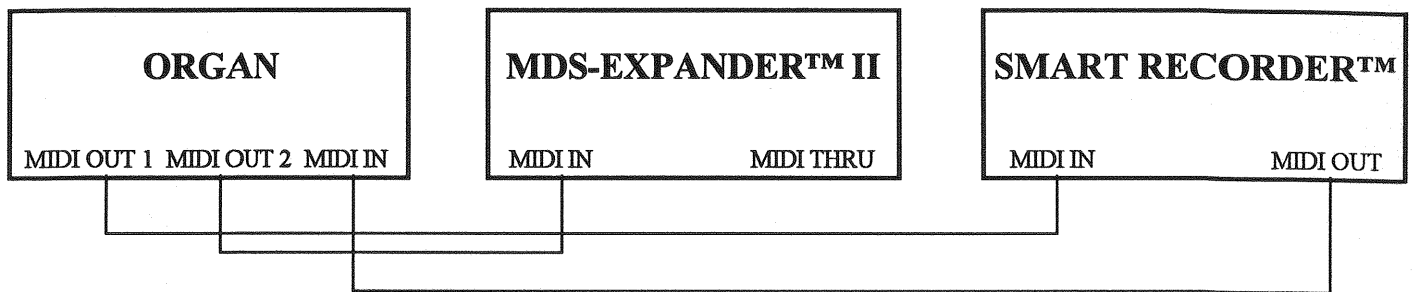 ORGAN
MIDI OUT 1 MIDI OUT 2 MIDI IN
MDS-EXPANDER™ II
MIDI IN MIDI THRU
SMART RECORDER™
MIDI IN MIDI OUT